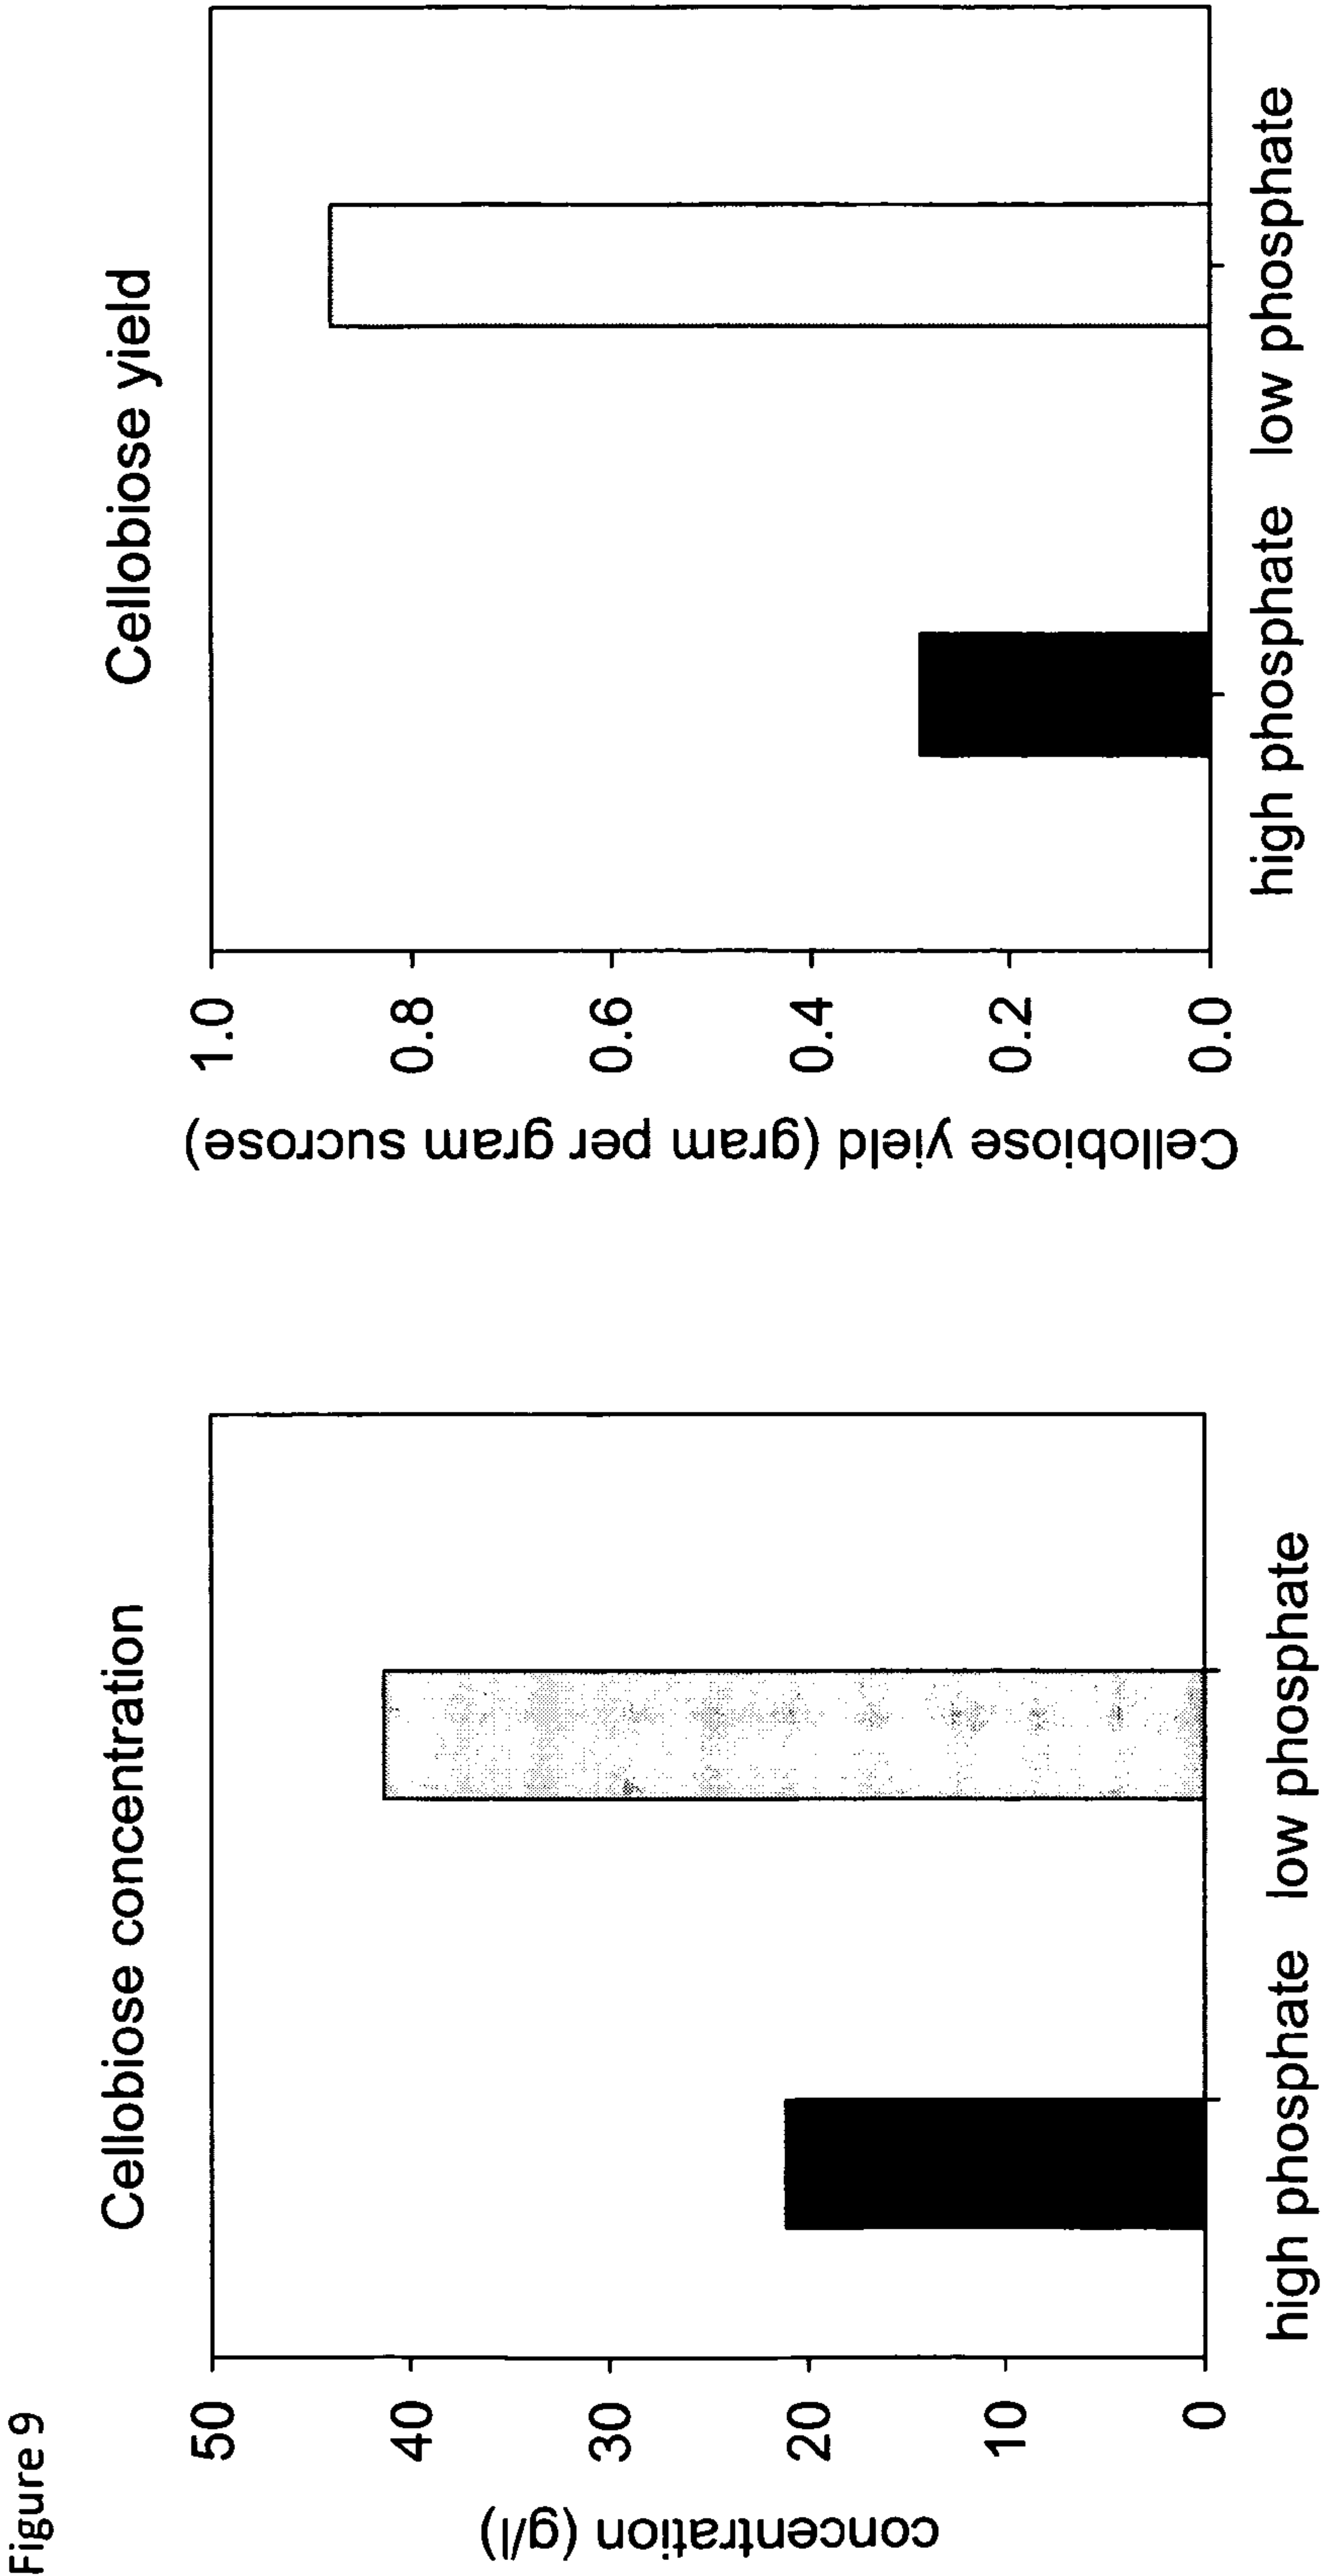 Figure 9
Cellobiose concentration
concentration (g/l)
50
40
30
20
10
0
high phosphate low phosphate
Cellobiose yield
Cellobiose yield (gram per gram sucrose)
1.0
0.8
0.6
0.4
0.2
0.0
high phosphate low phosphate